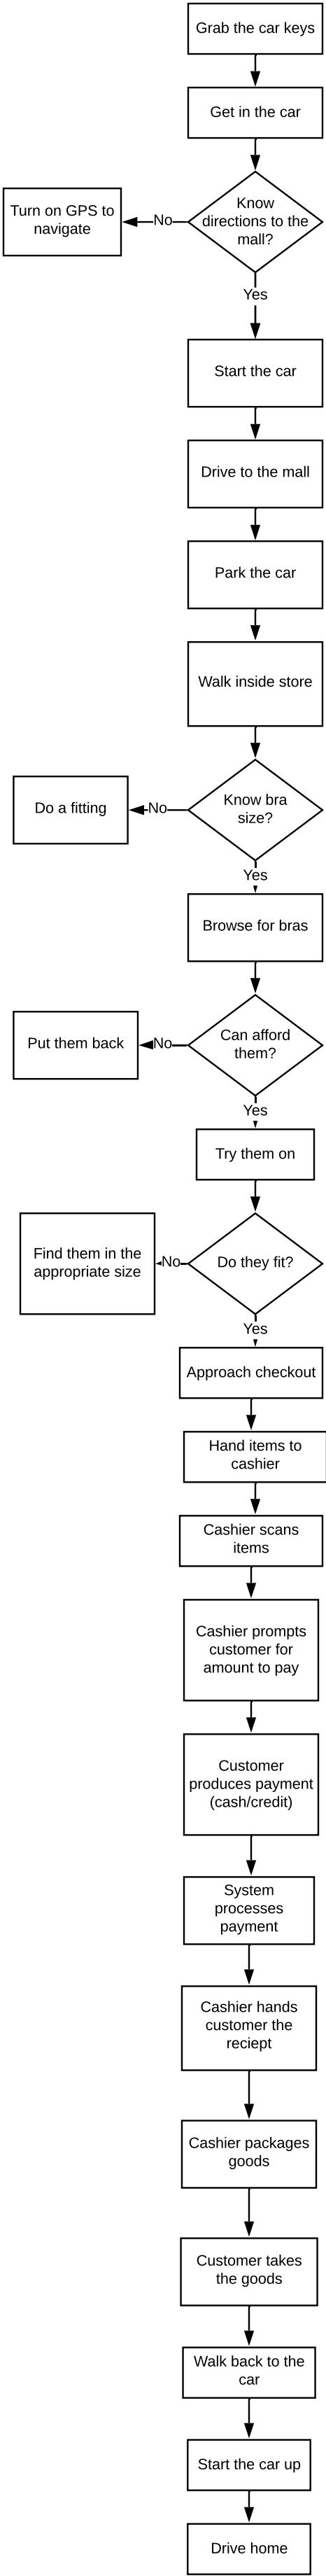 Grab the car keys
Get in the car
Know
directions to the
mall?
No
Turn on GPS to
navigate
Yes
Start the car
Drive to the mall
Park the car
Walk inside store
Know bra
size?
No
Do a fitting
Yes
Browse for bras
Can afford
them?
No
Put them back
Yes
Try them on
Do they fit?
No
Find them in the
appropriate size
Yes
Approach checkout
Hand items to
cashier
Cashier scans
items
Cashier prompts
customer for
amount to pay
Customer
produces payment
(cash/credit)
System
processes
payment
Cashier hands
customer the
reciept
Cashier packages
goods
Customer takes
the goods
Walk back to the
car
Start the car up
Drive home